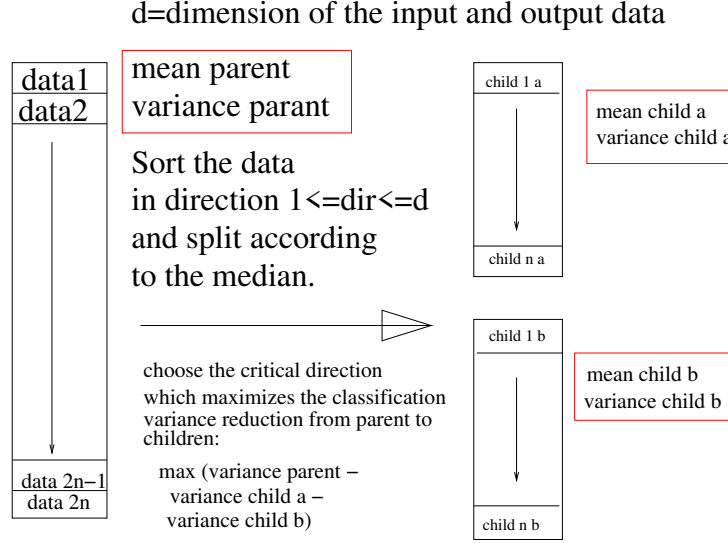 d=dimension of the input and output data
data1
data2
data 2n−1
data 2n
mean parent
variance parant
Sort the data
in direction 1<=dir<=d
and split according
to the median.
choose the critical direction
which maximizes the classification
variance reduction from parent to
children:
max (variance parent −
variance child a −
variance child b)
child 1 a
child n a
mean child a
variance child a
child 1 b
child n b
mean child b
variance child b